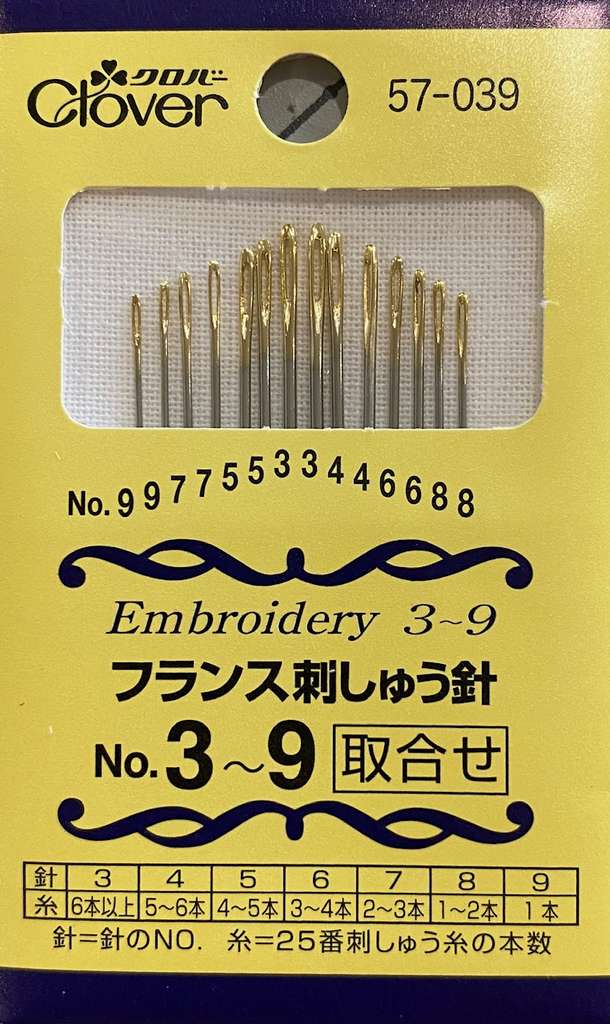 クロバー
Clover
57-039
No. 9 9 7 7 5 5 3 3 4 4 6 6 8 8
Embroidery 3~9
フランス刺しゅう針
No. 3～9 取合せ
針 3 4 5 6 7 8 9
糸 6本以上 5～6本 4～5本 3～4本 2～3本 1～2本 1本
針=針のNO. 糸=25番刺しゅう糸の本数